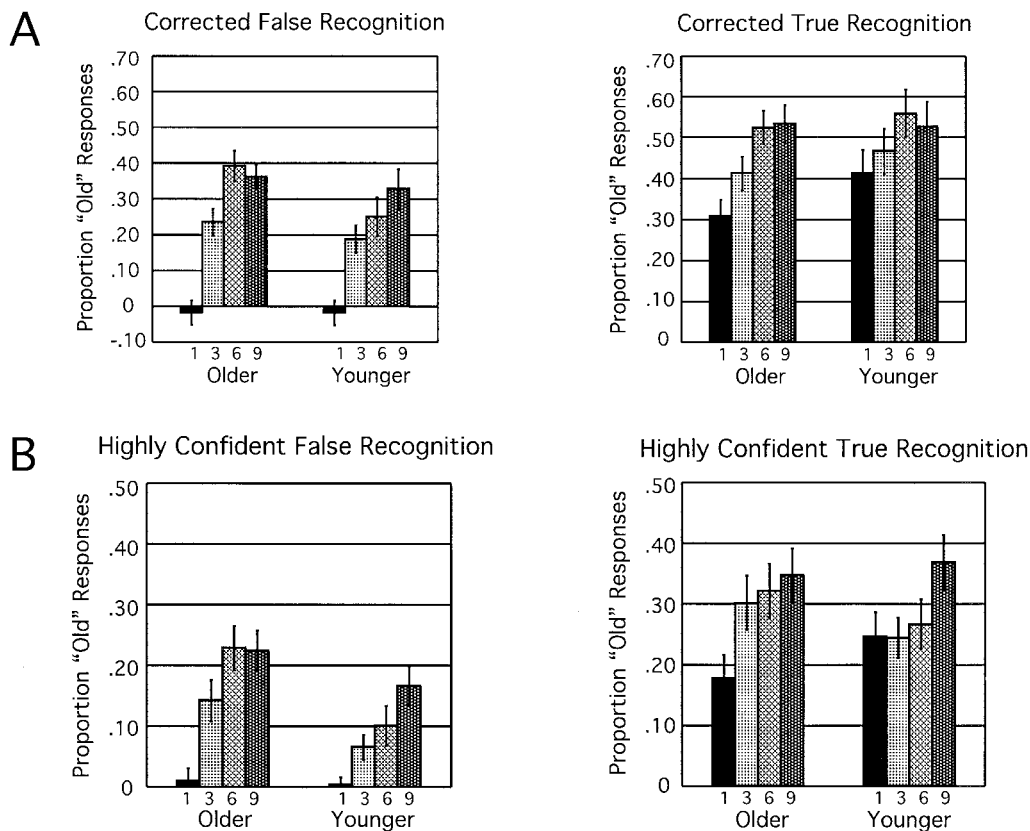 A
Corrected False Recognition
Proportion “Old” Responses
.70
.60
.50
.40
.30
.20
.10
0
-.10
1 3 6 9
Older
1 3 6 9
Younger
Corrected True Recognition
Proportion “Old” Responses
.70
.60
.50
.40
.30
.20
.10
0
1 3 6 9
Older
1 3 6 9
Younger
B
Highly Confident False Recognition
Proportion “Old” Responses
.50
.40
.30
.20
.10
0
1 3 6 9
Older
1 3 6 9
Younger
Highly Confident True Recognition
Proportion “Old” Responses
.50
.40
.30
.20
.10
0
1 3 6 9
Older
1 3 6 9
Younger